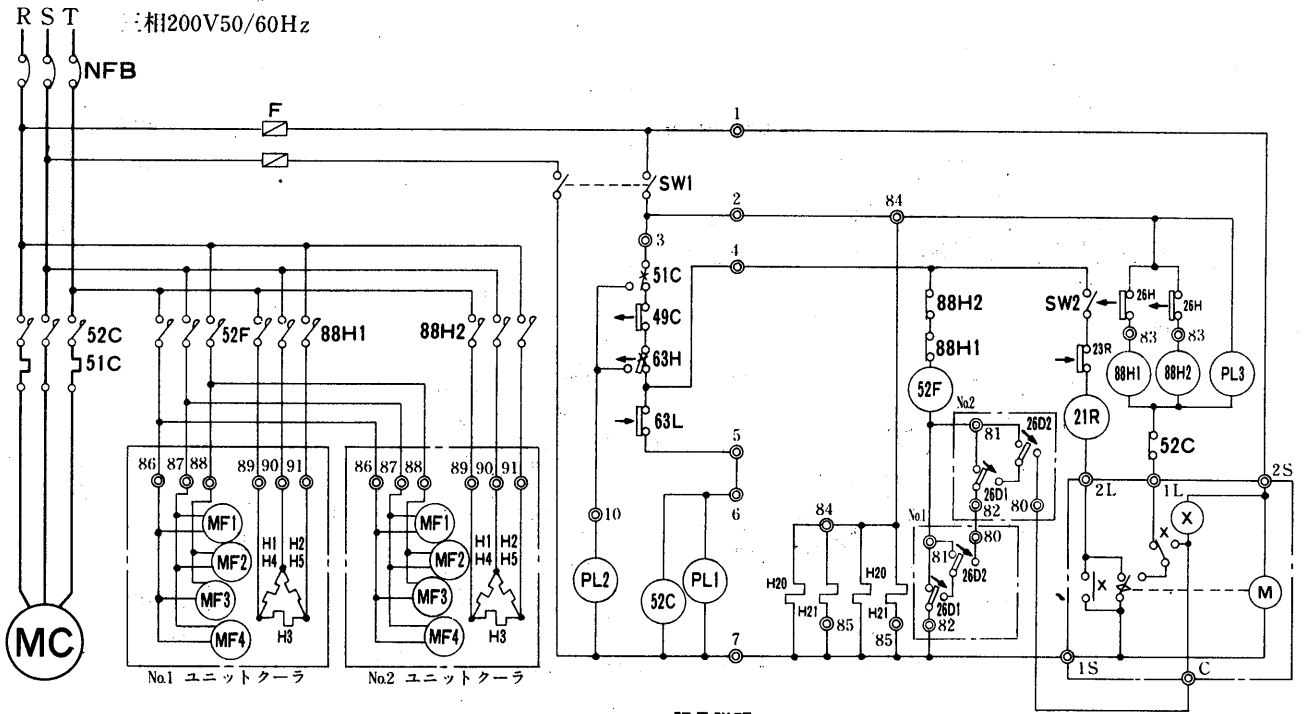 R S T
三相200V50/60Hz
NFB
F
1
SW1
2
84
3
4
51C
49C
63H
63L
88H2
88H1
52F
SW2
26H
26H
83
83
23R
88H1
88H2
PL3
21R
52C
52C
51C
52F
88H1
88H2
No.2
81
26D2
26D1
82
80
5
6
10
No.1
81
80
26D2
26D1
82
2L
1L
2S
X
X
X
M
1S
C
86
87
88
89
90
91
86
87
88
89
90
91
MF1
MF2
MF3
MF4
H1
H4
H2
H5
H3
MF1
MF2
MF3
MF4
H1
H4
H2
H5
H3
PL2
52C
PL1
84
H20
H21
85
H20
H21
85
7
MC
No.1 ユニットクーラ
No.2 ユニットクーラ